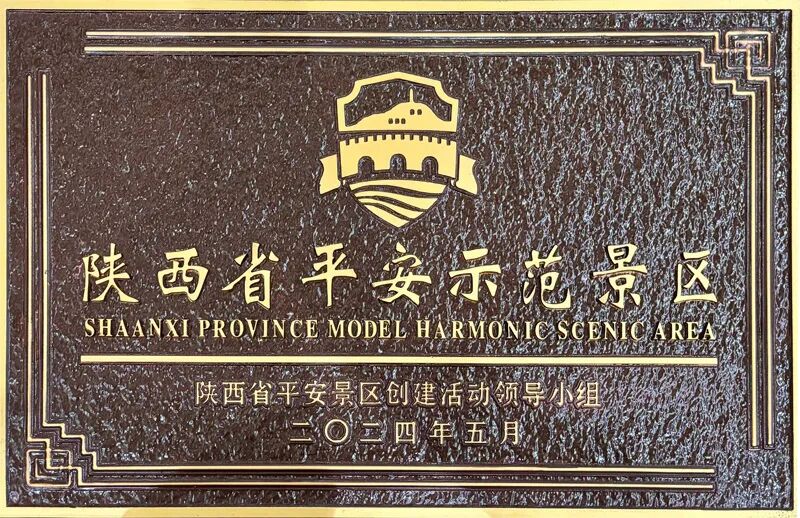 陕西省平安示范景区
SHAANXI PROVINCE MODEL HARMONIC SCENIC AREA
陕西省平安景区创建活动领导小组
二〇二四年五月